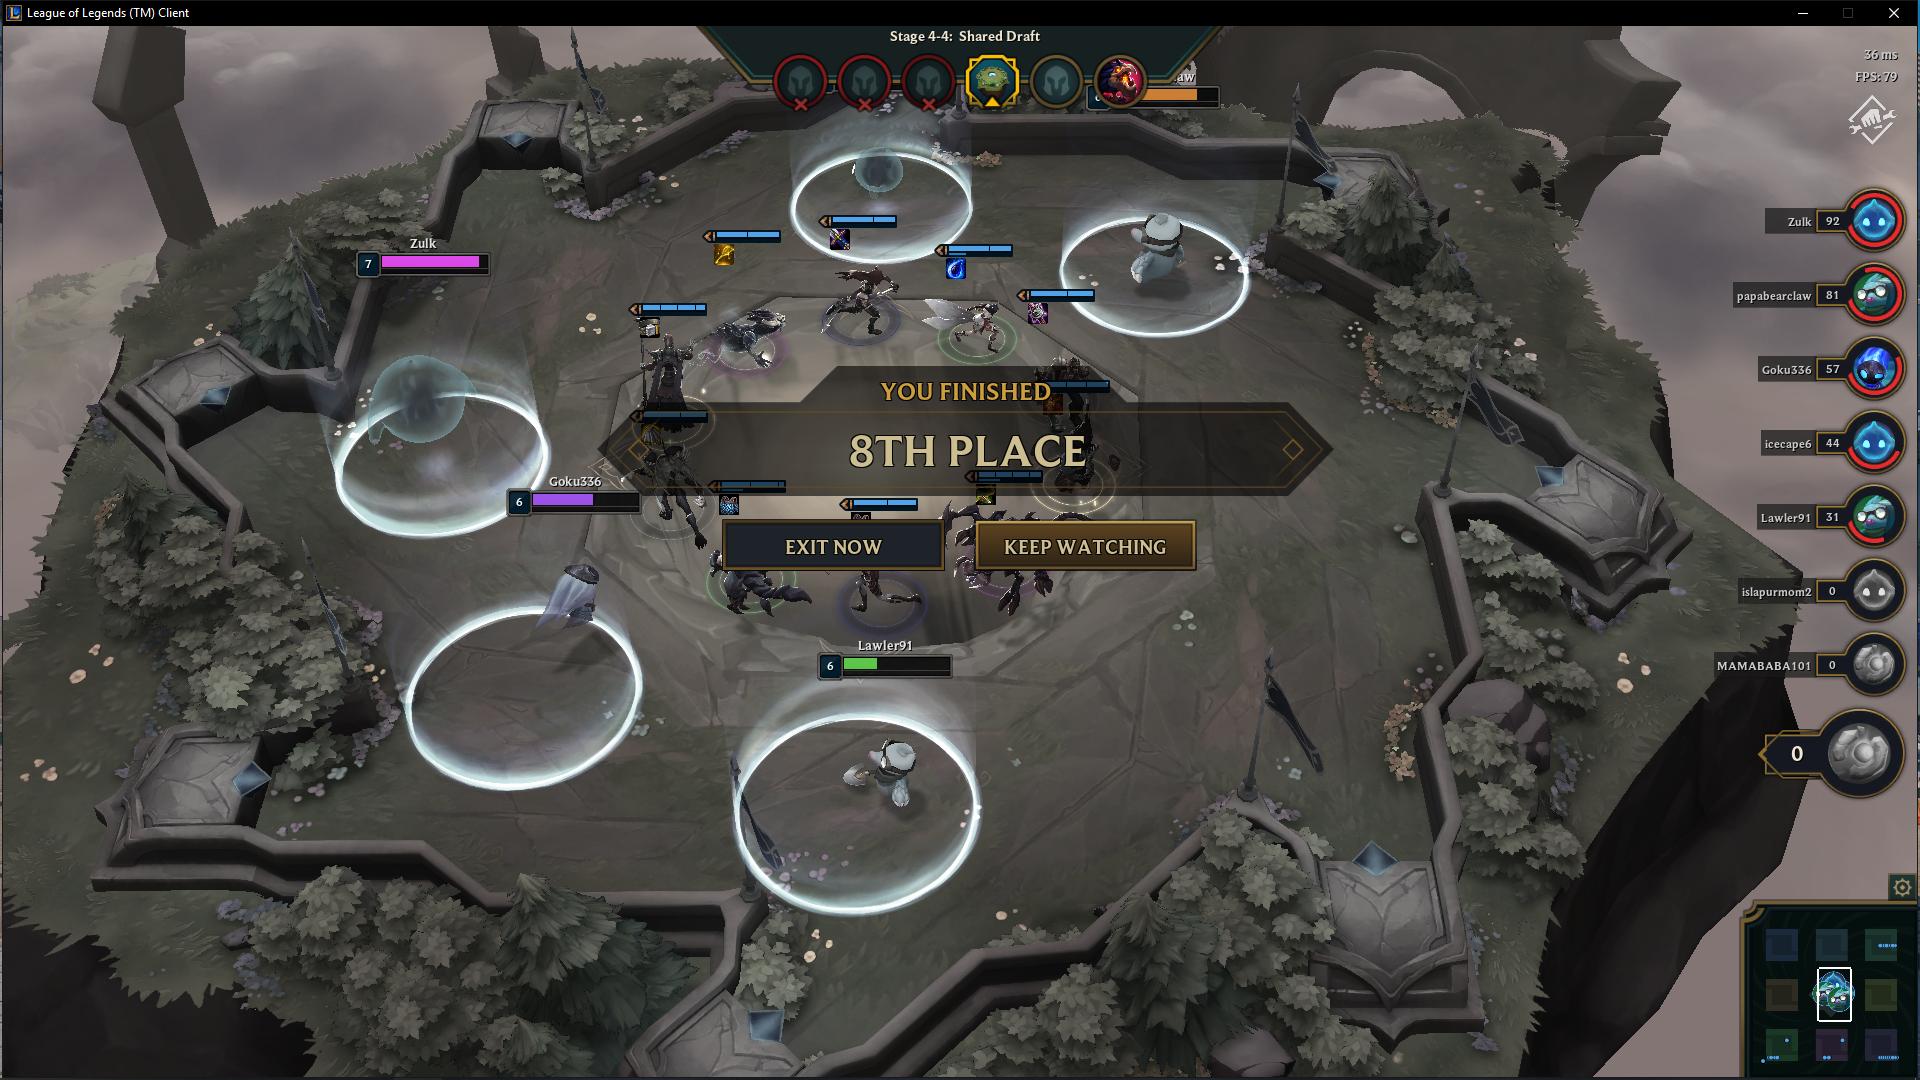 League of Legends (TM) Client
Stage 4-4: Shared Draft
36 ms
FPS: 79
aw
Zulk
7
Zulk 92
papabearclaw 81
YOU FINISHED
Goku336 57
8TH PLACE
icecape6 44
Goku336
6
Lawler91 31
EXIT NOW
KEEP WATCHING
islapurmom2 0
Lawler91
6
MAMABABA101 0
0